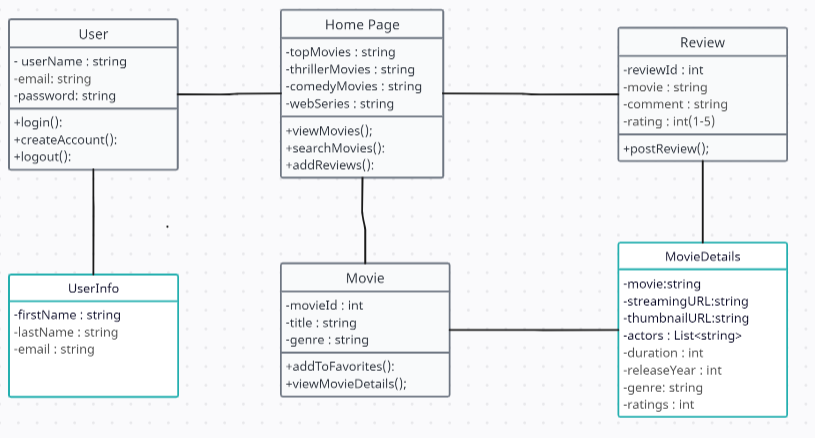 User
- userName : string
-email: string
-password: string
+login():
+createAccount():
+logout():
Home Page
-topMovies : string
-thrillerMovies : string
-comedyMovies : string
-webSeries : string
+viewMovies();
+searchMovies():
+addReviews():
Review
-reviewId : int
-movie : string
-comment : string
-rating : int(1-5)
+postReview();
UserInfo
-firstName : string
-lastName : string
-email : string
Movie
-movieId : int
-title : string
-genre : string
+addToFavorites():
+viewMovieDetails();
MovieDetails
-movie:string
-streamingURL:string
-thumbnailURL:string
-actors : List<string>
-duration : int
-releaseYear : int
-genre: string
-ratings : int